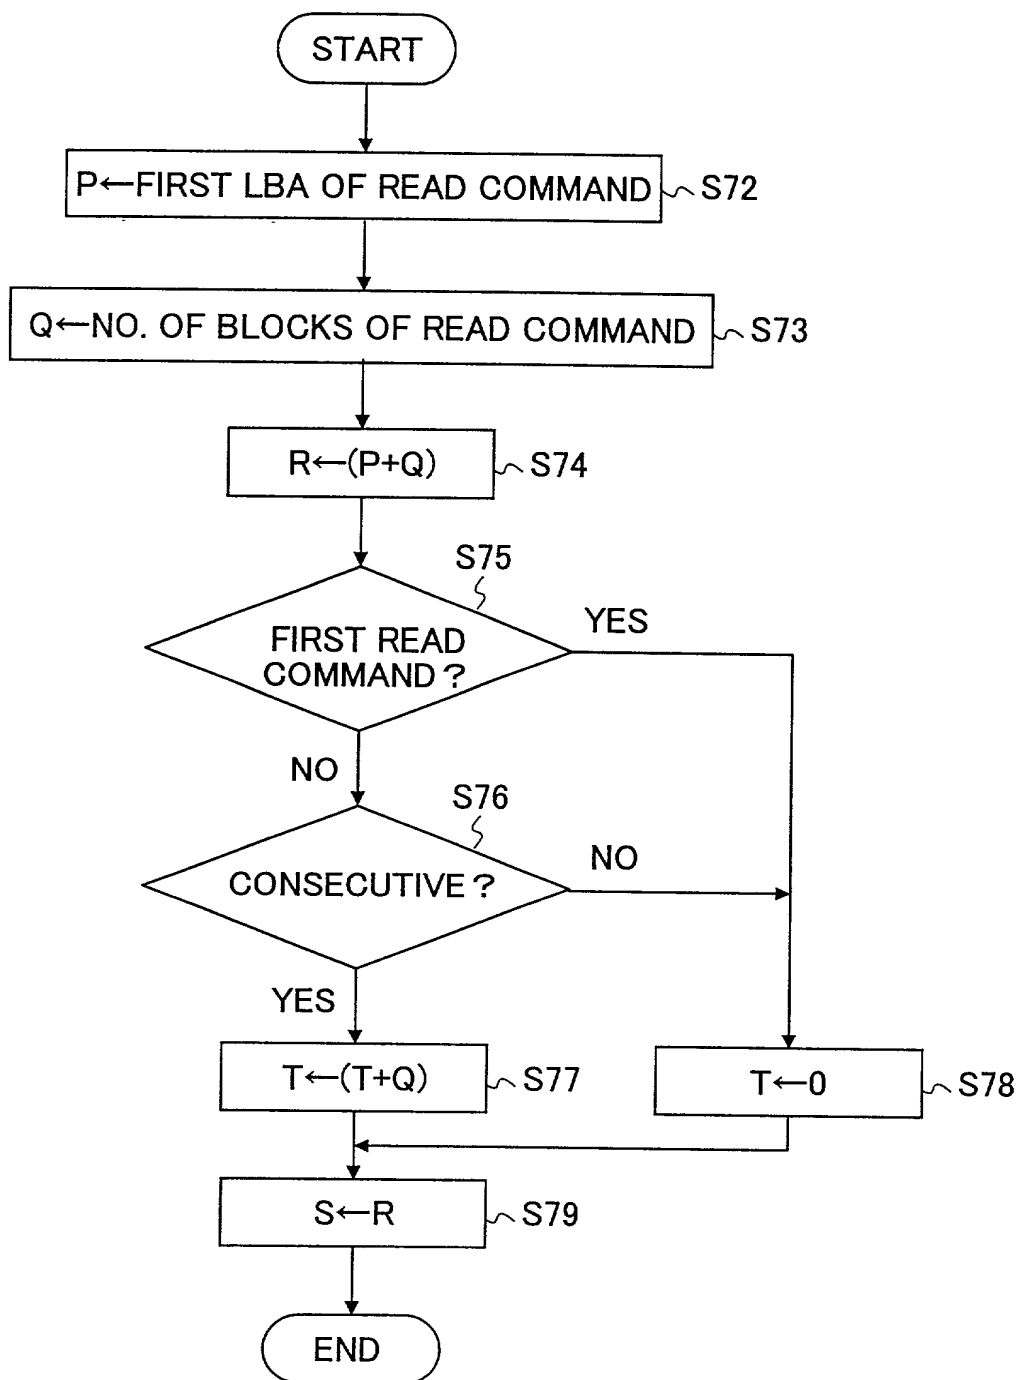 START
P←FIRST LBA OF READ COMMAND
S72
Q←NO. OF BLOCKS OF READ COMMAND
S73
R←(P+Q)
S74
S75
FIRST READ
COMMAND?
YES
NO
S76
CONSECUTIVE?
NO
YES
T←(T+Q)
S77
T←0
S78
S←R
S79
END